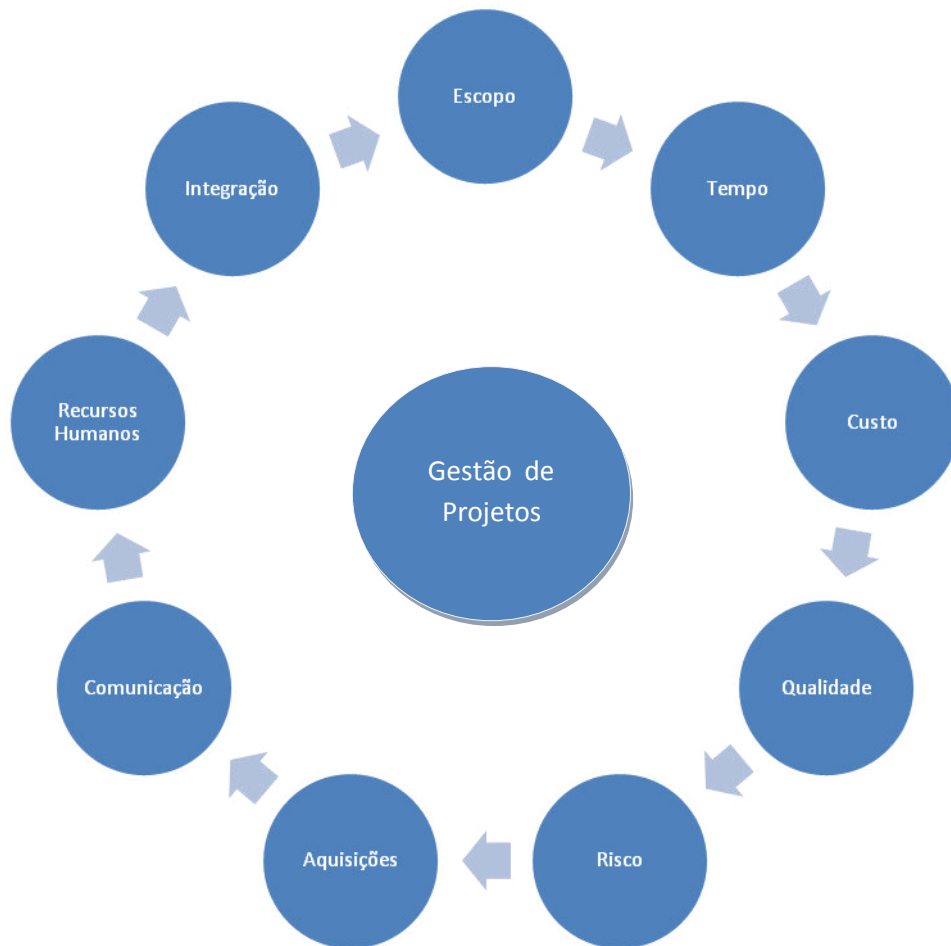 Escopo
Tempo
Custo
Qualidade
Risco
Aquisições
Comunicação
Recursos
Humanos
Integração
Gestão de
Projetos